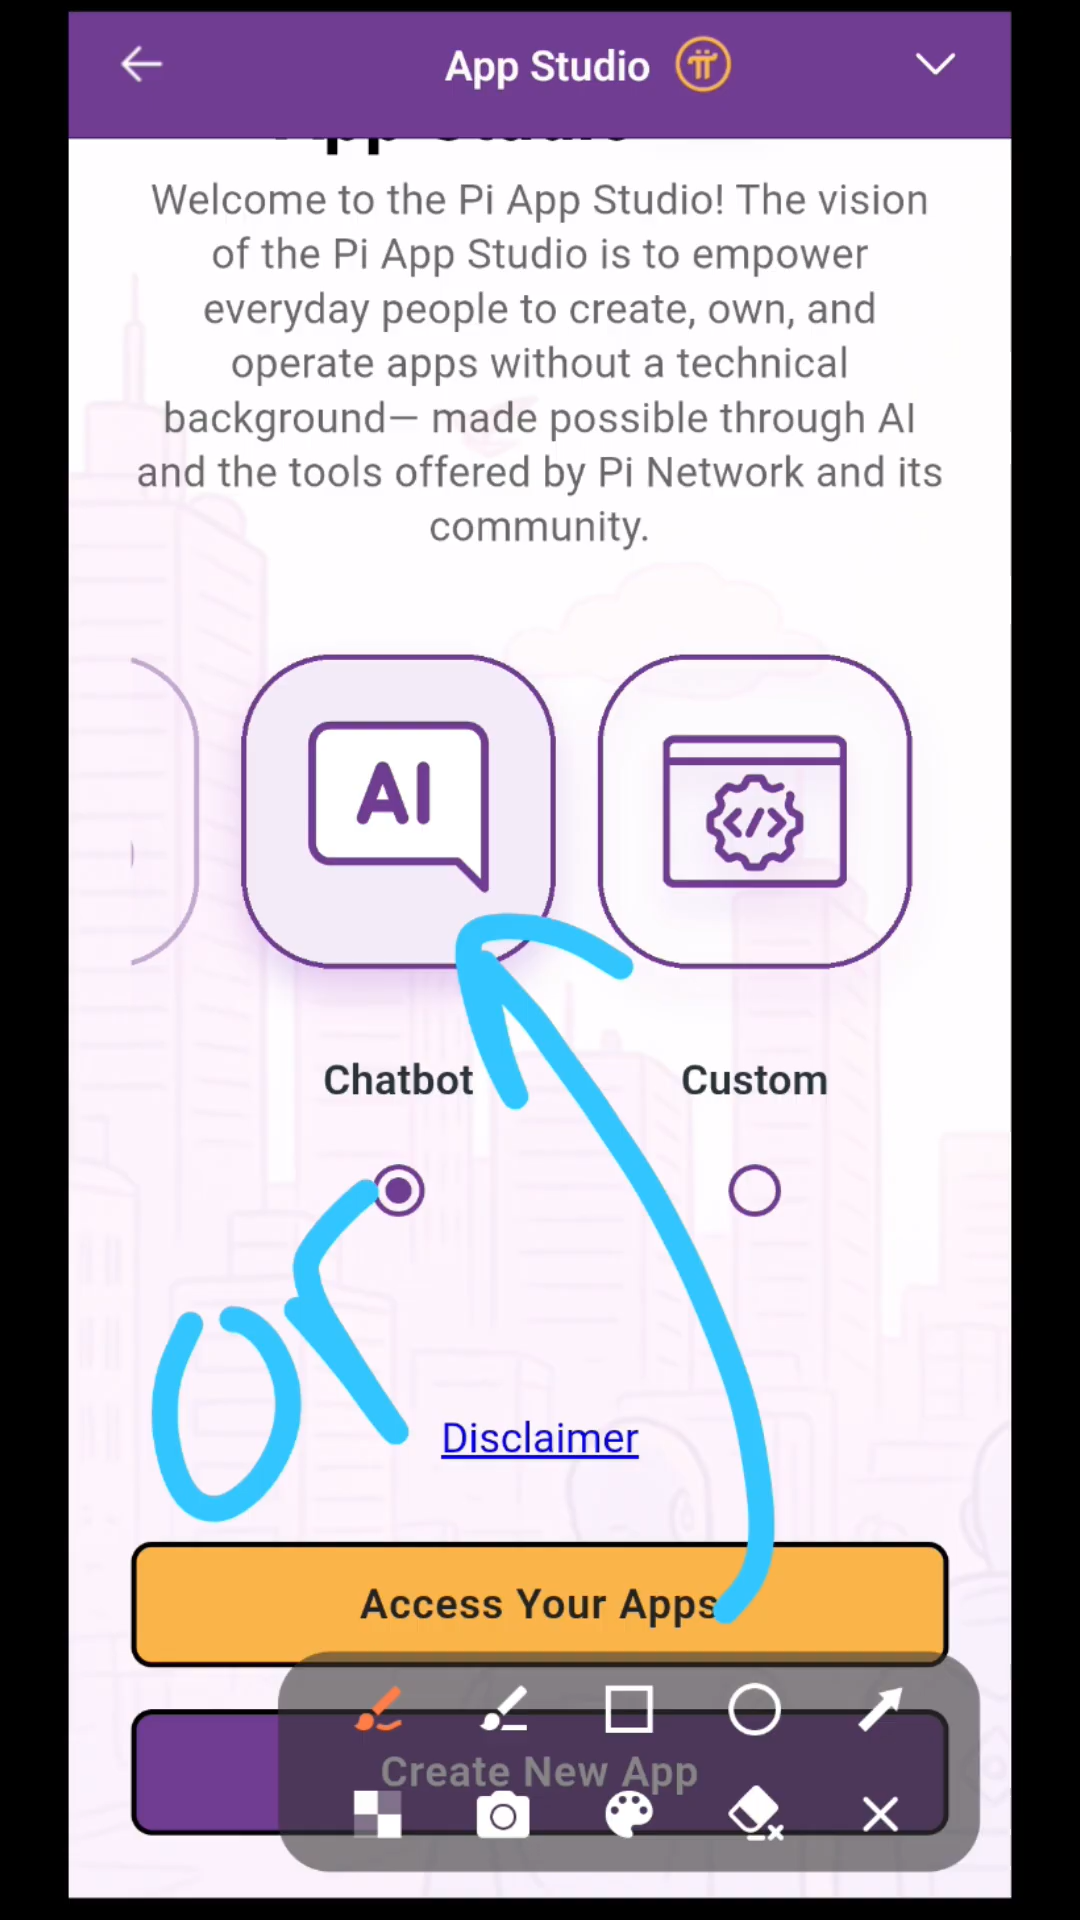 App Studio
App Studio
Welcome to the Pi App Studio! The vision
of the Pi App Studio is to empower
everyday people to create, own, and
operate apps without a technical
background— made possible through AI
and the tools offered by Pi Network and its
community.
AI
</>
Chatbot
Custom
or
Disclaimer
Access Your Apps
Create New App